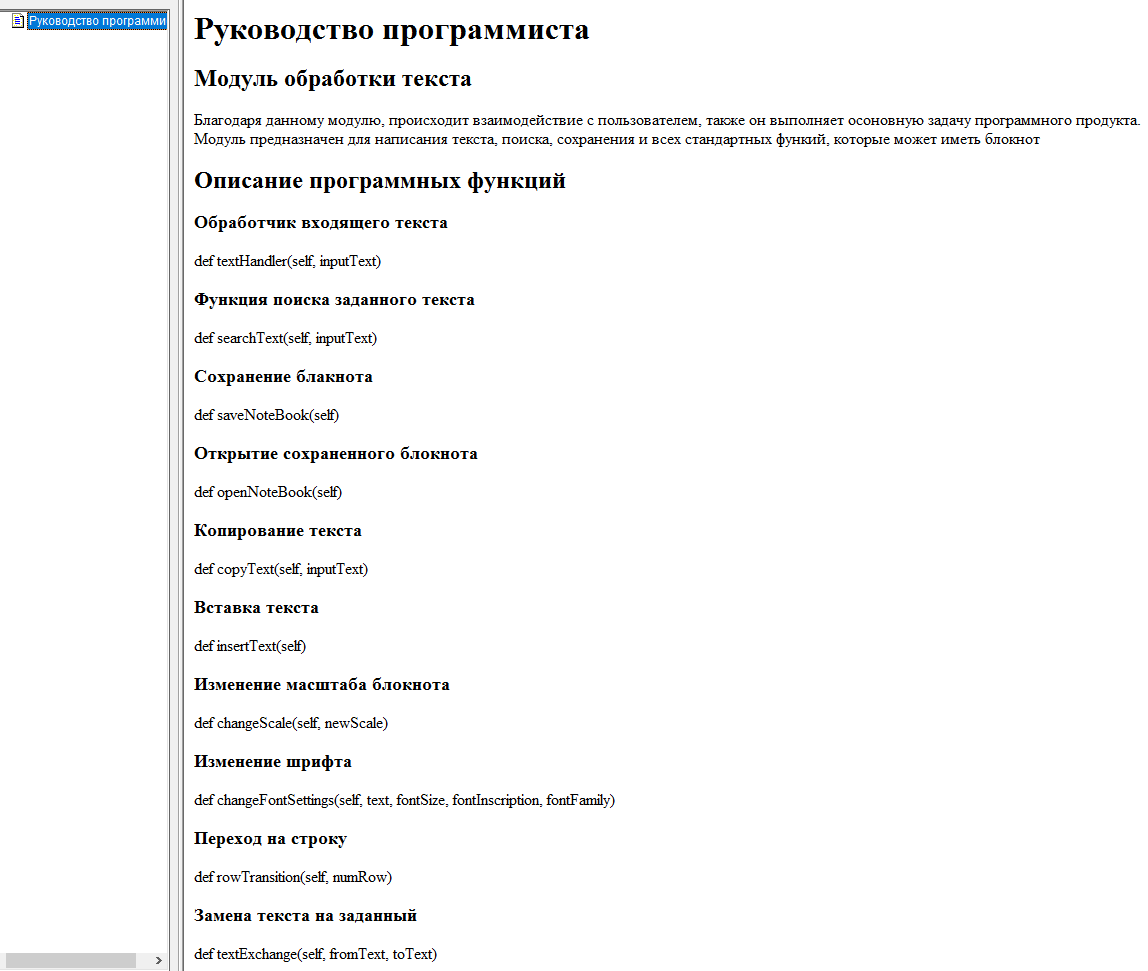 Руководство программи
Руководство программиста
Модуль обработки текста
Благодаря данному модулю, происходит взаимодействие с пользователем, также он выполняет осоновную задачу программного продукта.
Модуль предназначен для написания текста, поиска, сохранения и всех стандартных функий, которые может иметь блокнот
Описание программных функций
Обработчик входящего текста
def textHandler(self, inputText)
Функция поиска заданного текста
def searchText(self, inputText)
Сохранение блакнота
def saveNoteBook(self)
Открытие сохраненного блокнота
def openNoteBook(self)
Копирование текста
def copyText(self, inputText)
Вставка текста
def insertText(self)
Изменение масштаба блокнота
def changeScale(self, newScale)
Изменение шрифта
def changeFontSettings(self, text, fontSize, fontInscription, fontFamily)
Переход на строку
def rowTransition(self, numRow)
Замена текста на заданный
def textExchange(self, fromText, toText)